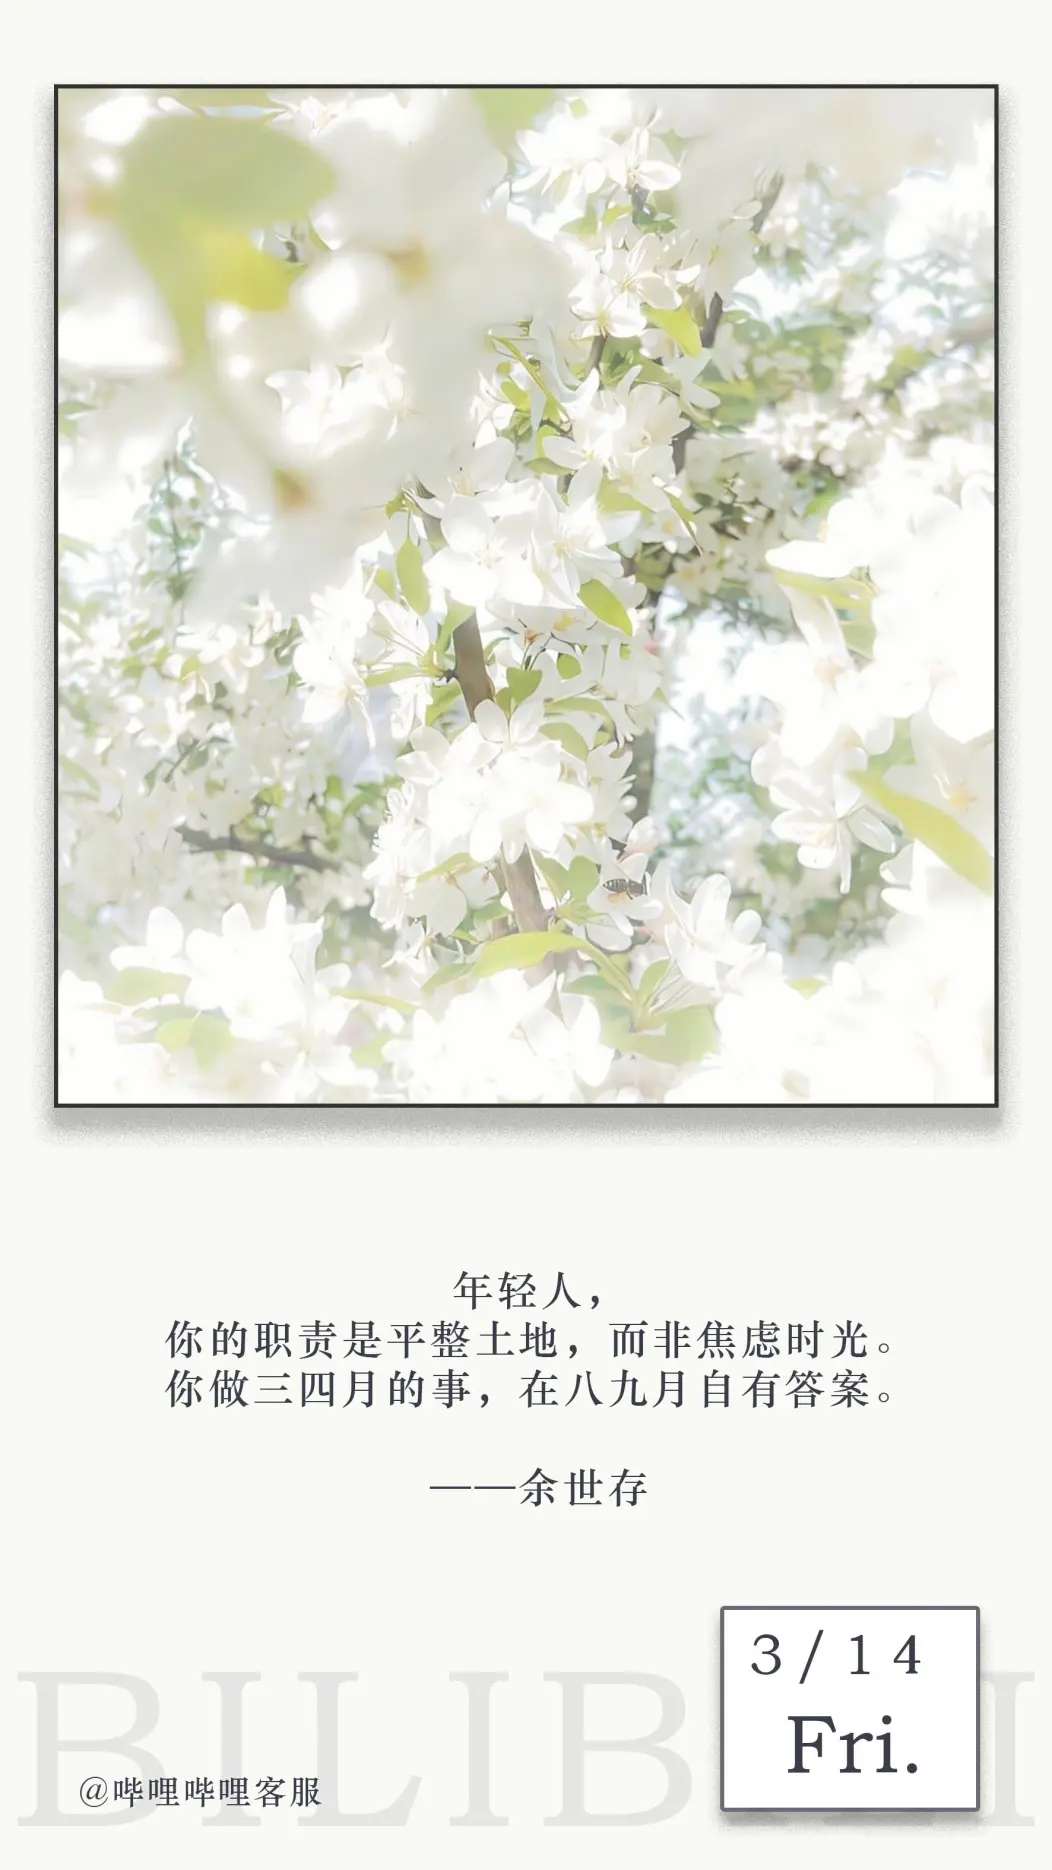 年轻人，
你的职责是平整土地，而非焦虑时光。
你做三四月的事，在八九月自有答案。
——余世存
3/14
Fri.
BILIBILI
@哔哩哔哩客服